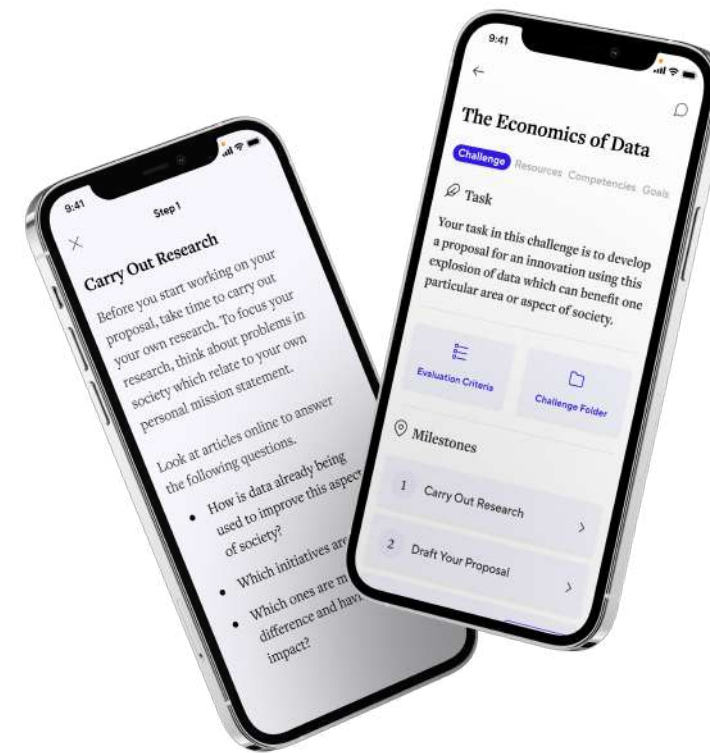 9:41
Step 1
Carry Out Research
Before you start working on your
proposal, take time to carry out
your own research. To focus your
research, think about problems in
society which relate to your own
personal mission statement.
Look at articles online to answer
the following questions.
• How is data already being
used to improve this aspect
of society?
• Which initiatives are
• Which ones are
difference and
impact?
9:41
The Economics of Data
Challenge Resources Competencies Goals
Task
Your task in this challenge is to develop
a proposal for an innovation using this
explosion of data which can benefit one
particular area or aspect of society.
Evaluation Criteria
Challenge Folder
Milestones
1 Carry Out Research
2 Draft Your Proposal